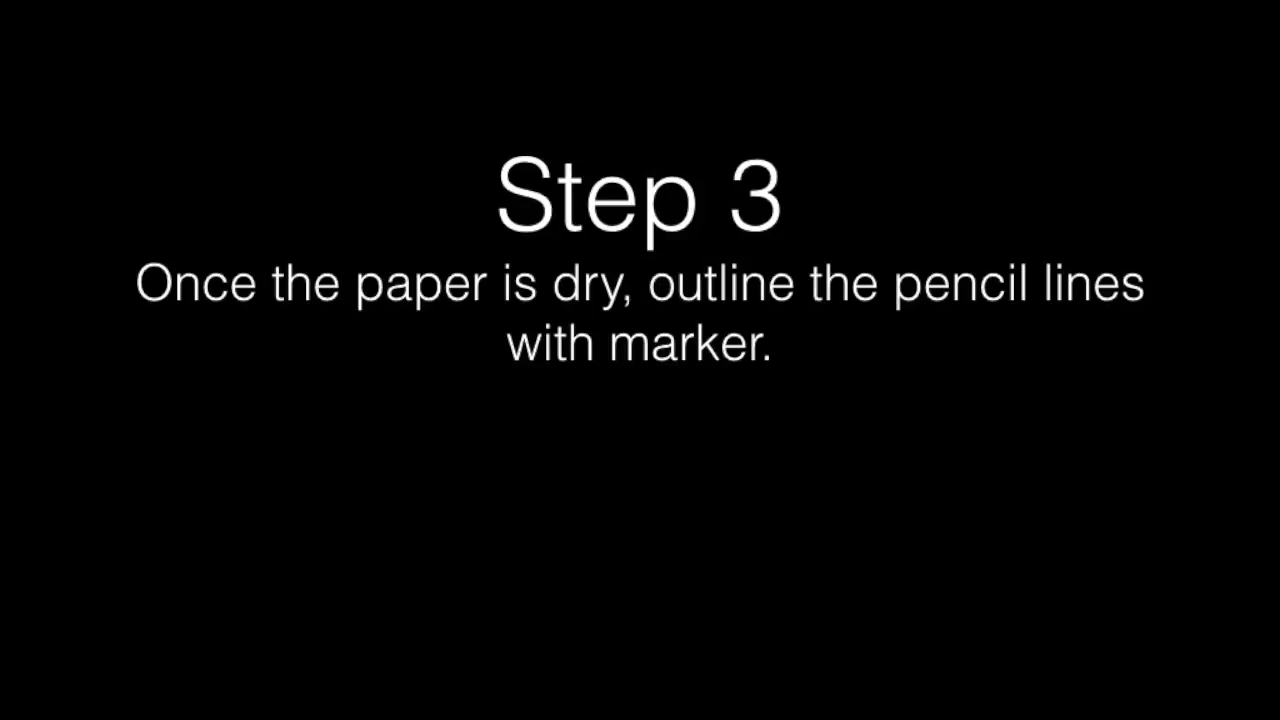 Step 3
Once the paper is dry, outline the pencil lines
with marker.